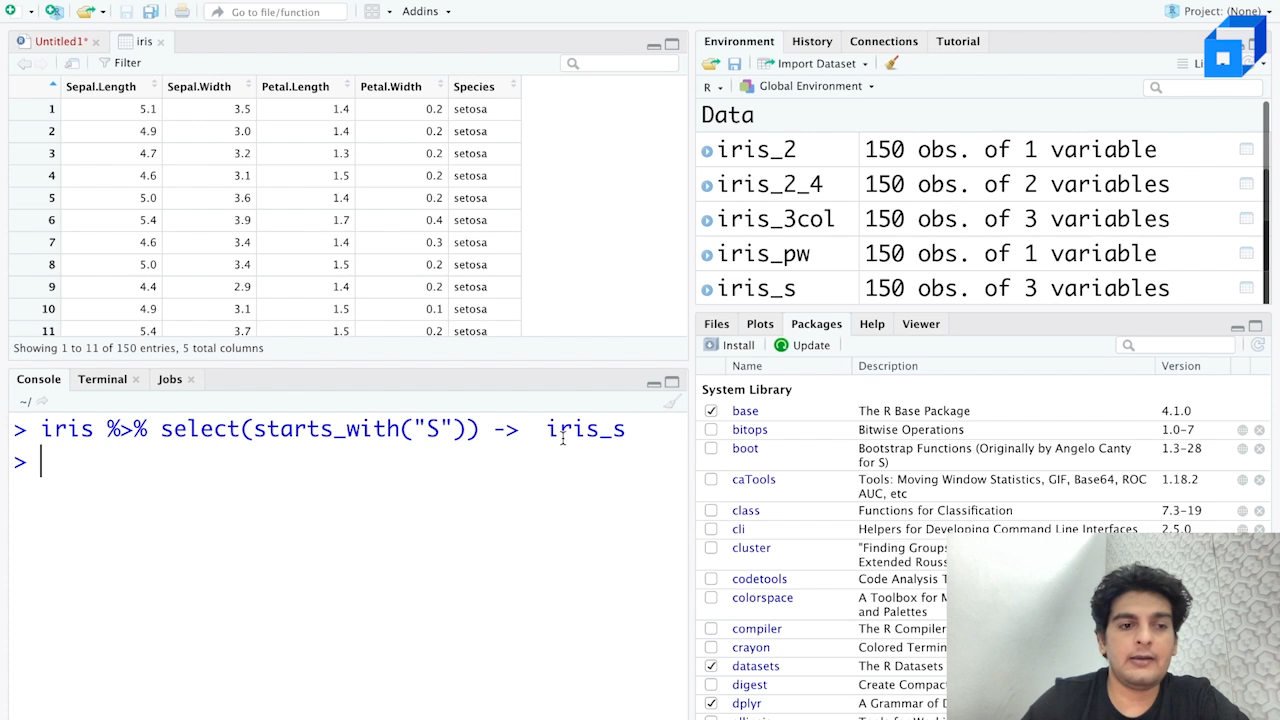 Go to file/function
Addins
Project: (None)
Untitled1*
iris
Filter
Sepal.Length Sepal.Width Petal.Length Petal.Width Species
1 5.1 3.5 1.4 0.2 setosa
2 4.9 3.0 1.4 0.2 setosa
3 4.7 3.2 1.3 0.2 setosa
4 4.6 3.1 1.5 0.2 setosa
5 5.0 3.6 1.4 0.2 setosa
6 5.4 3.9 1.7 0.4 setosa
7 4.6 3.4 1.4 0.3 setosa
8 5.0 3.4 1.5 0.2 setosa
9 4.4 2.9 1.4 0.2 setosa
10 4.9 3.1 1.5 0.1 setosa
11 5.4 3.7 1.5 0.2 setosa
Showing 1 to 11 of 150 entries, 5 total columns
Console Terminal Jobs
~/
> iris %>% select(starts_with("S")) -> iris_s
>
Environment History Connections Tutorial
Import Dataset
R Global Environment
Data
iris_2 150 obs. of 1 variable
iris_2_4 150 obs. of 2 variables
iris_3col 150 obs. of 3 variables
iris_pw 150 obs. of 1 variable
iris_s 150 obs. of 3 variables
Files Plots Packages Help Viewer
Install Update
Name Description Version
System Library
base The R Base Package 4.1.0
bitops Bitwise Operations 1.0-7
boot Bootstrap Functions (Originally by Angelo Canty for S) 1.3-28
caTools Tools: Moving Window Statistics, GIF, Base64, ROC AUC, etc 1.18.2
class Functions for Classification 7.3-19
cli Helpers for Developing Command Line Interfaces 2.5.0
cluster "Finding Groups
Extended Rouss
codetools Code Analysis T
colorspace A Toolbox for M
and Palettes
compiler The R Compiler
crayon Colored Termin
datasets The R Datasets
digest Create Compac
dplyr A Grammar of D